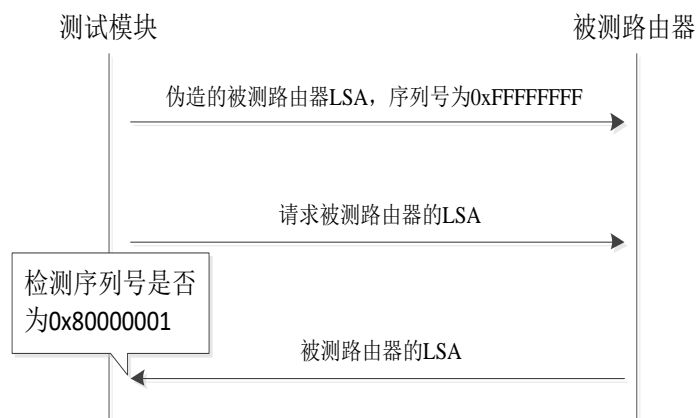 测试模块
被测路由器
伪造的被测路由器LSA，序列号为0xFFFFFFFF
请求被测路由器的LSA
检测序列号是否
为0x80000001
被测路由器的LSA